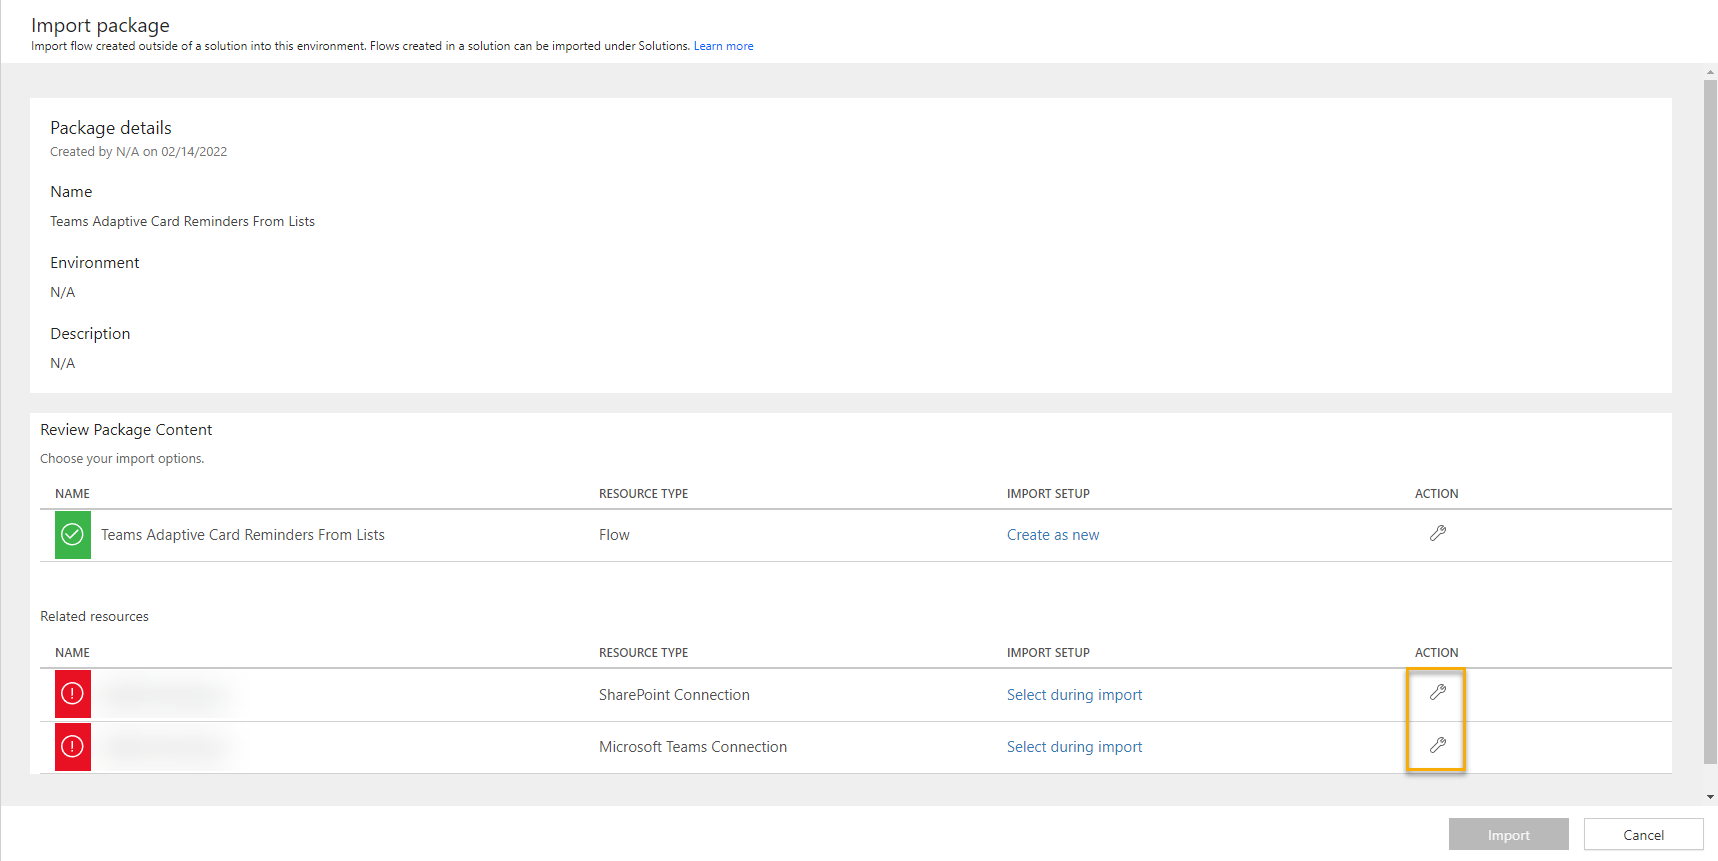 Import package
Import flow created outside of a solution into this environment. Flows created in a solution can be imported under Solutions. Learn more
Package details
Created by N/A on 02/14/2022
Name
Teams Adaptive Card Reminders From Lists
Environment
N/A
Description
N/A
Review Package Content
Choose your import options.
NAME RESOURCE TYPE IMPORT SETUP ACTION
Teams Adaptive Card Reminders From Lists Flow Create as new
Related resources
NAME RESOURCE TYPE IMPORT SETUP ACTION
SharePoint Connection Select during import
Microsoft Teams Connection Select during import
Import Cancel